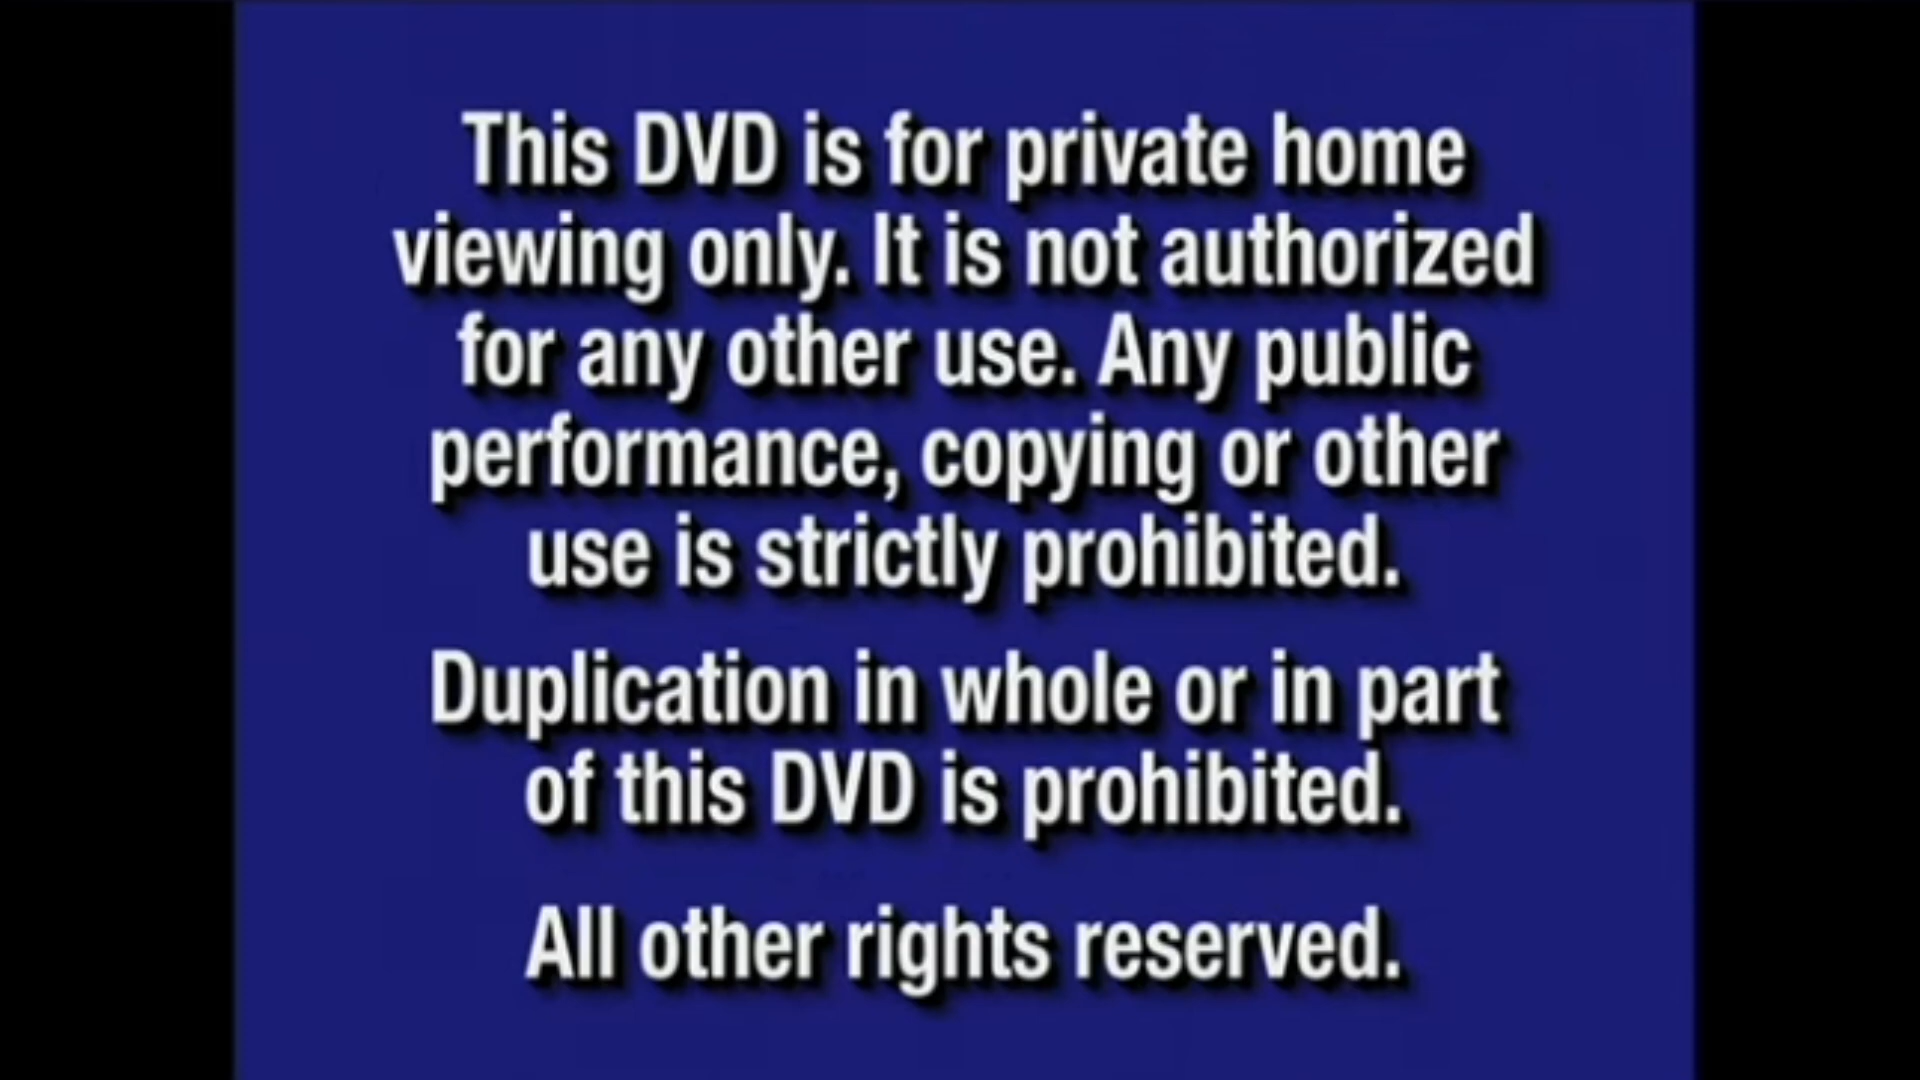 This DVD is for private home
viewing only. It is not authorized
for any other use. Any public
performance, copying or other
use is strictly prohibited.
Duplication in whole or in part
of this DVD is prohibited.
All other rights reserved.